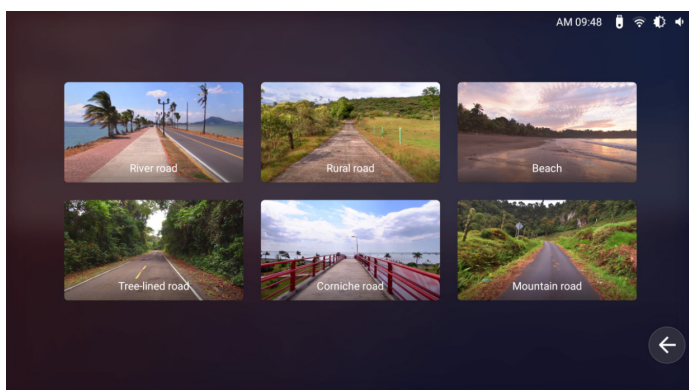 AM 09:48
River road
Rural road
Beach
Tree-lined road
Corniche road
Mountain road